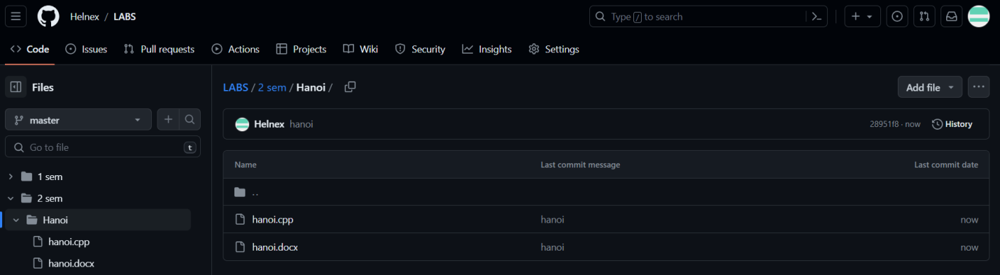 Helnex / LABS
Type / to search
Code Issues Pull requests Actions Projects Wiki Security Insights Settings
Files
master
Go to file t
1 sem
2 sem
Hanoi
hanoi.cpp
hanoi.docx
LABS / 2 sem / Hanoi /
Add file
Helnex hanoi 28951f8 · now History
Name Last commit message Last commit date
..
hanoi.cpp hanoi now
hanoi.docx hanoi now